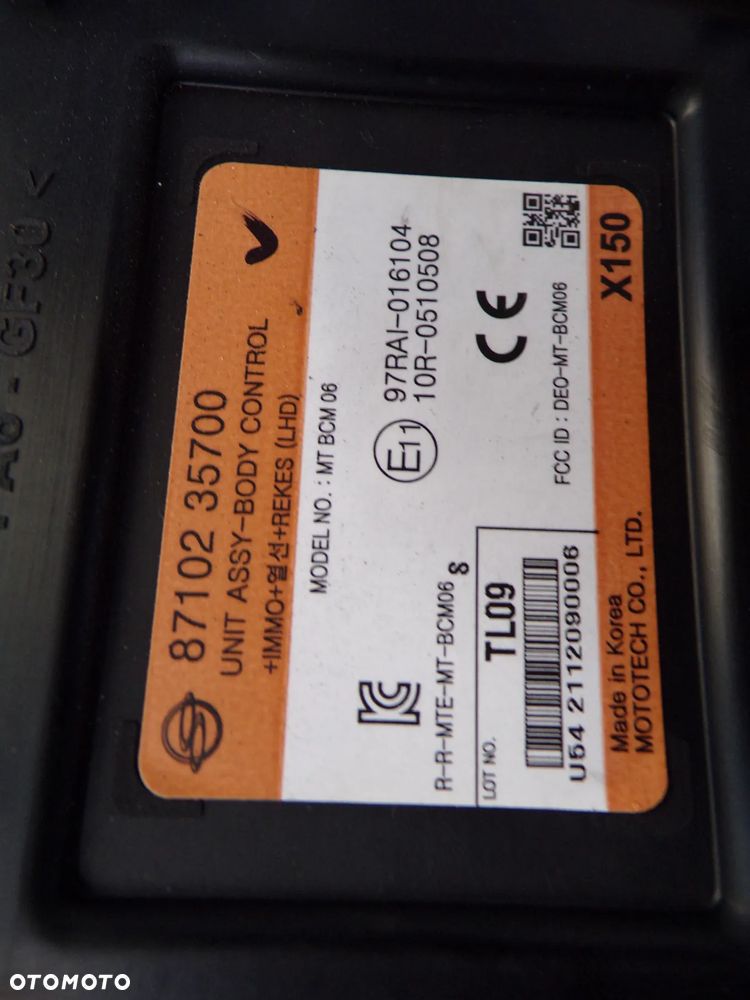 87102 35700
UNIT ASSY-BODY CONTROL
+IMMO+열선+REKES (LHD)
MODEL NO. : MT BCM 06
E11
97RAI-016104
10R-0510508
CE
R-R-MTE-MT-BCM06
8
LOT NO.
TL09
U54 2112090006
FCC ID : DEO-MT-BCM06
X150
Made in Korea
MOTOTECH CO., LTD.
GF30 <
OTOMOTO